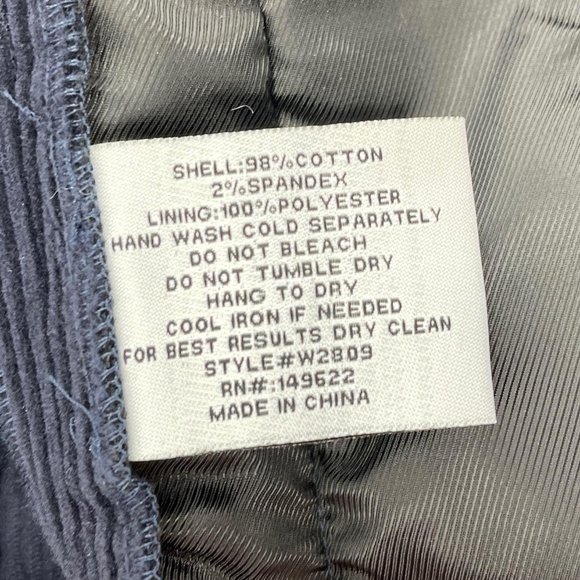 SHELL:98%COTTON
2%SPANDEX
LINING:100%POLYESTER
HAND WASH COLD SEPARATELY
DO NOT BLEACH
DO NOT TUMBLE DRY
HANG TO DRY
COOL IRON IF NEEDED
FOR BEST RESULTS DRY CLEAN
STYLE#W2809
RN#:149622
MADE IN CHINA